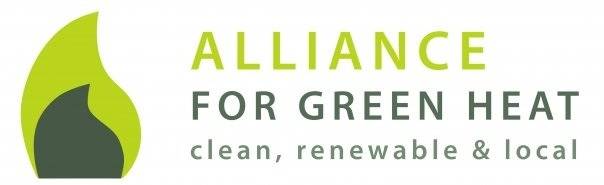 ALLIANCE
FOR GREEN HEAT
clean, renewable & local